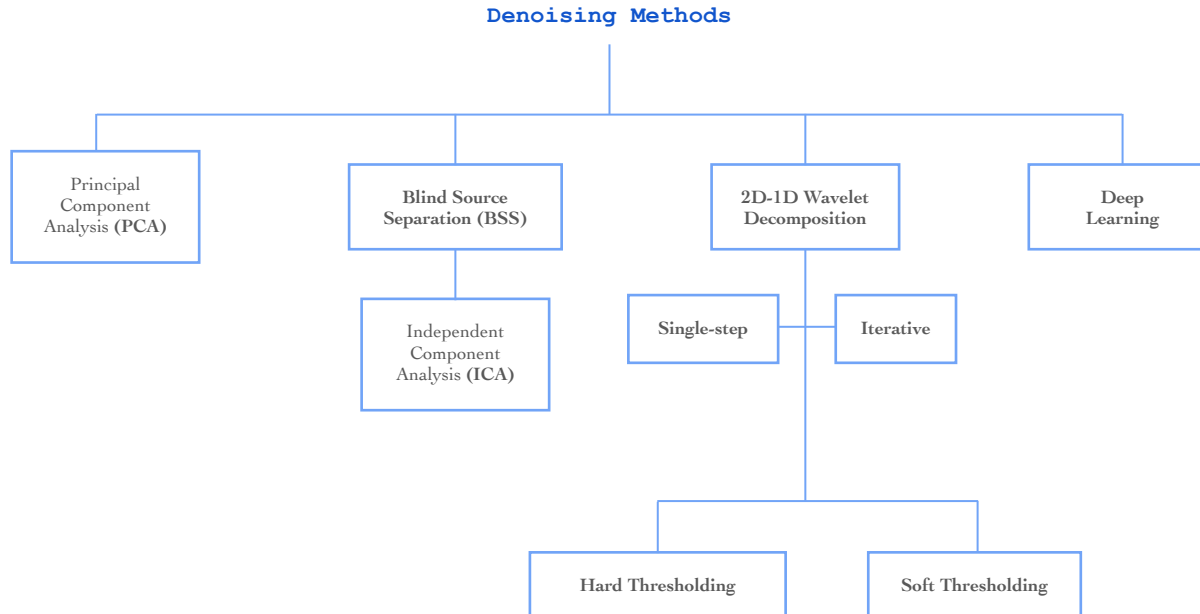 Denoising Methods
Principal
Component
Analysis (PCA)
Blind Source
Separation (BSS)
2D-1D Wavelet
Decomposition
Deep
Learning
Independent
Component
Analysis (ICA)
Single-step
Iterative
Hard Thresholding
Soft Thresholding